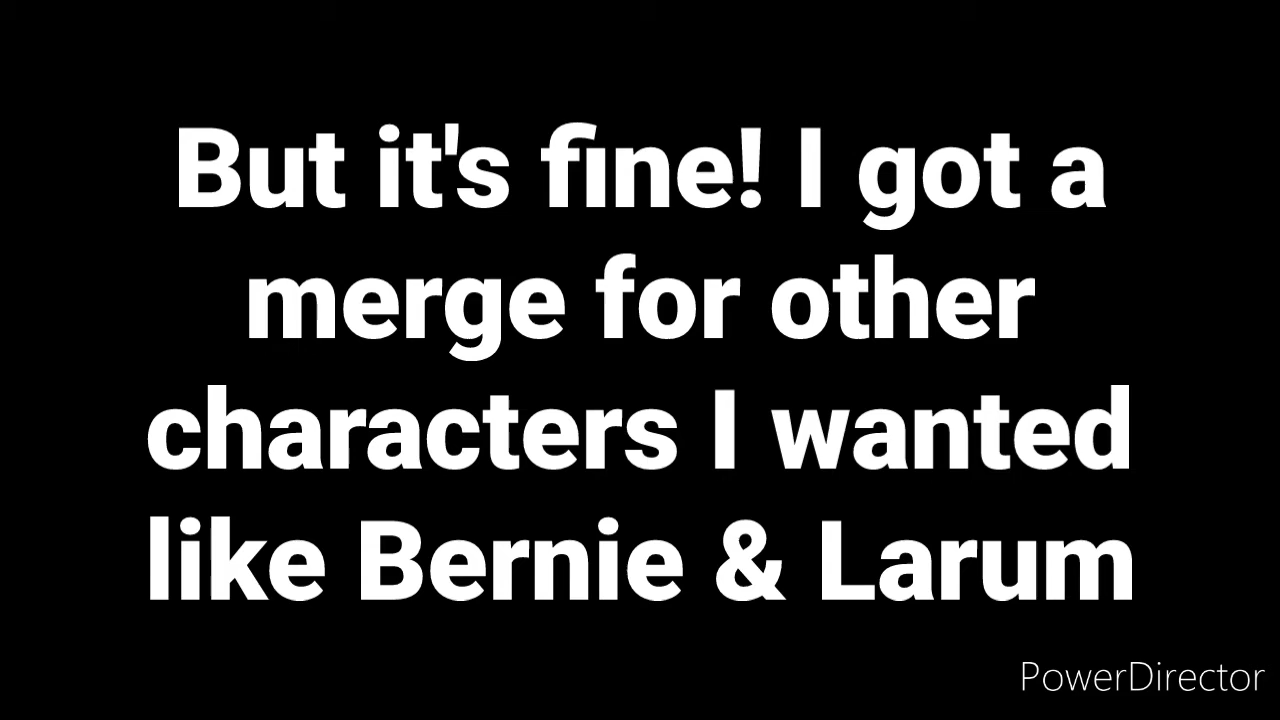 But it's fine! I got a
merge for other
characters I wanted
like Bernie & Larum
PowerDirector